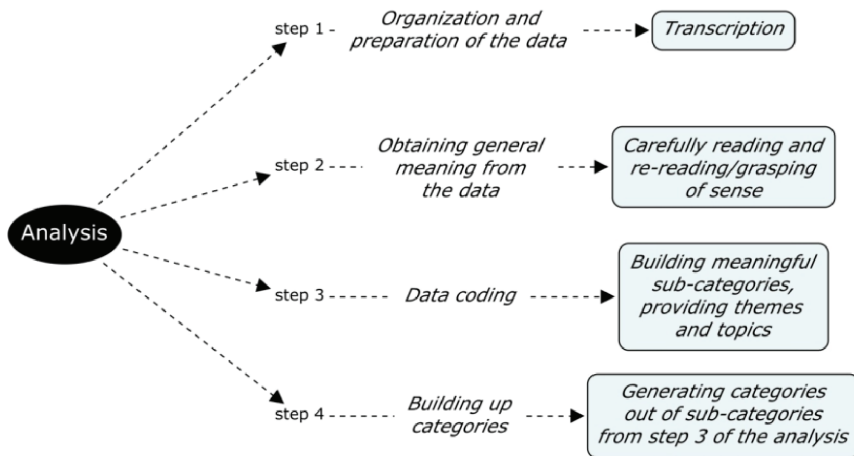 Analysis
step 1
Organization and
preparation of the data
Transcription
step 2
Obtaining general
meaning from
the data
Carefully reading and
re-reading/grasping
of sense
step 3
Data coding
Building meaningful
sub-categories,
providing themes
and topics
step 4
Building up
categories
Generating categories
out of sub-categories
from step 3 of the analysis